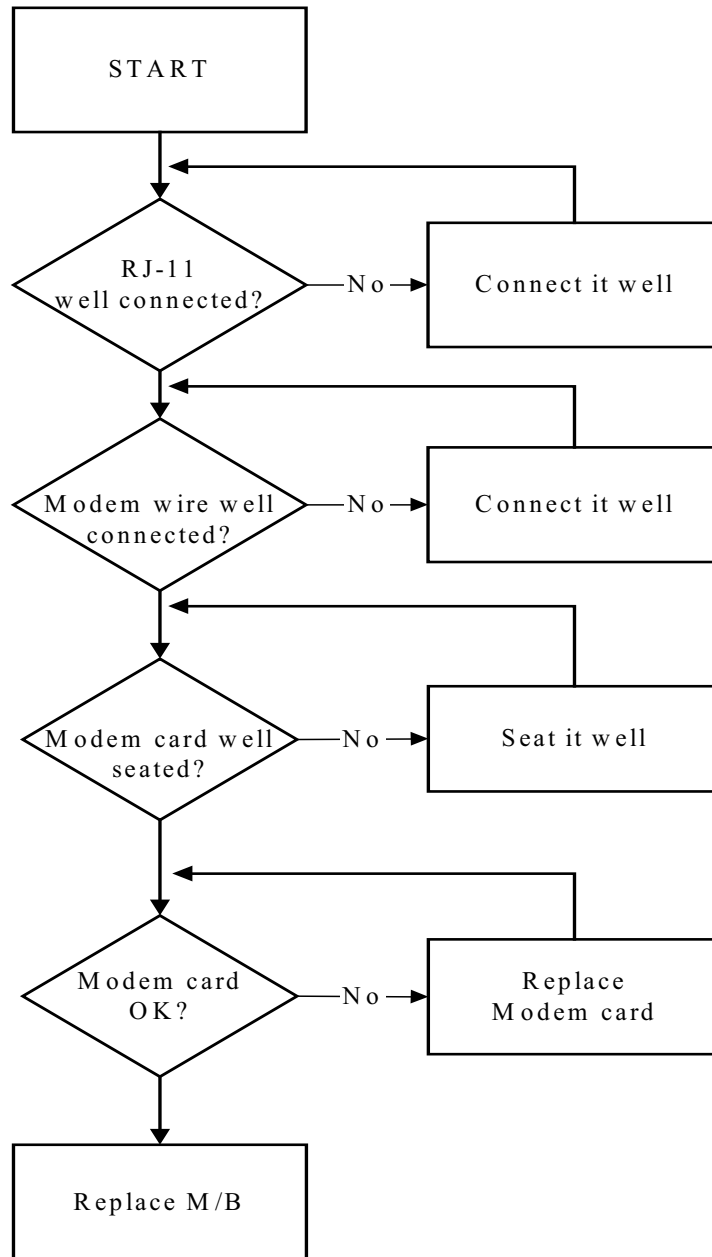 START
RJ-11
well connected?
No
Connect it well
Modem wire well
connected?
No
Connect it well
Modem card well
seated?
No
Seat it well
Modem card
OK?
No
Replace
Modem card
Replace M/B